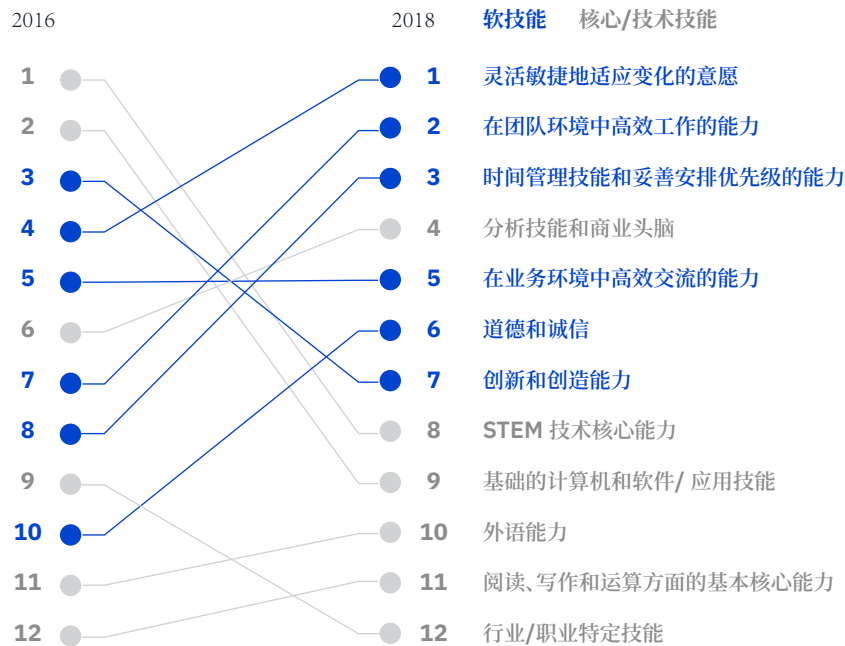 2016 2018 软技能 核心/技术技能
1 1 灵活敏捷地适应变化的意愿
2 2 在团队环境中高效工作的能力
3 3 时间管理技能和妥善安排优先级的能力
4 4 分析技能和商业头脑
5 5 在业务环境中高效交流的能力
6 6 道德和诚信
7 7 创新和创造能力
8 8 STEM 技术核心能力
9 9 基础的计算机和软件/ 应用技能
10 10 外语能力
11 11 阅读、写作和运算方面的基本核心能力
12 12 行业/职业特定技能